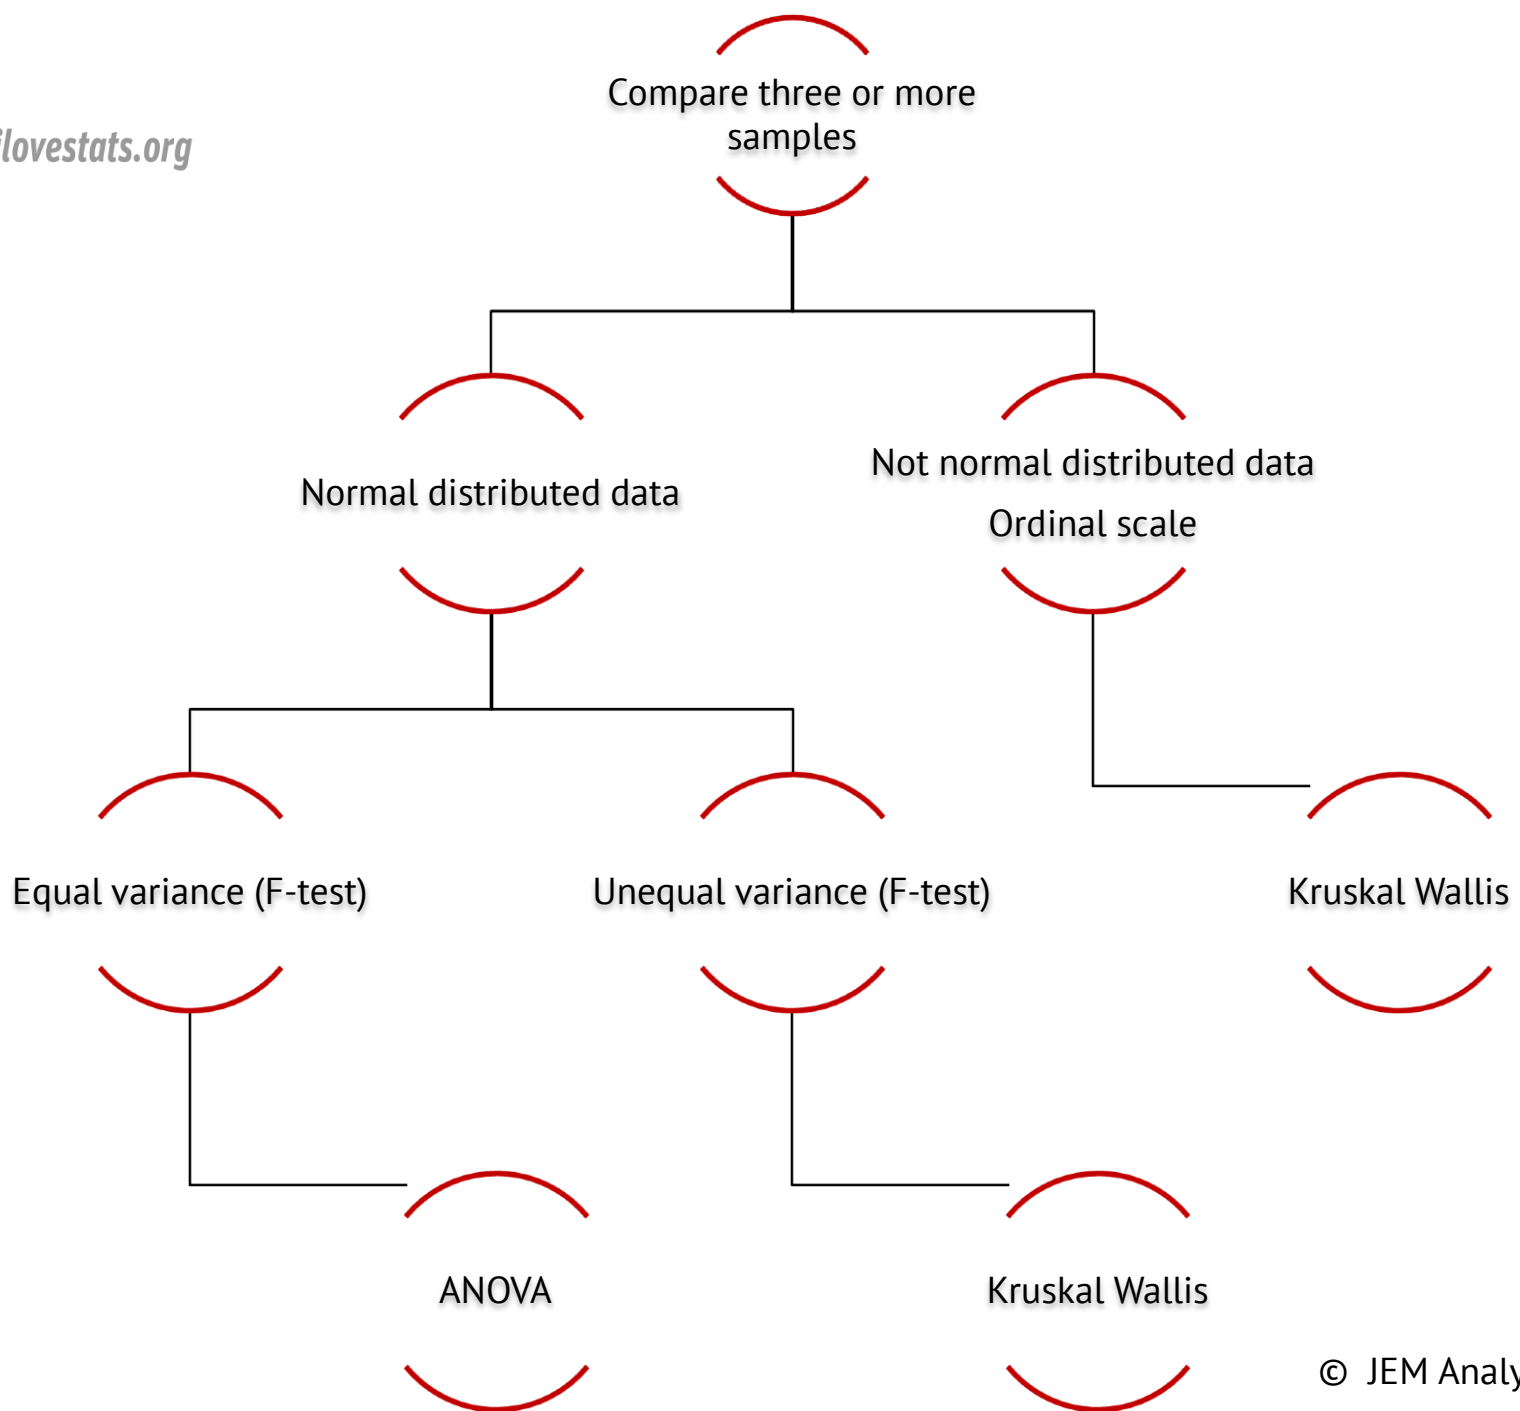 Compare three or more
samples
ilovestats.org
Normal distributed data
Not normal distributed data
Ordinal scale
Equal variance (F-test)
Unequal variance (F-test)
Kruskal Wallis
ANOVA
Kruskal Wallis
© JEM Analy